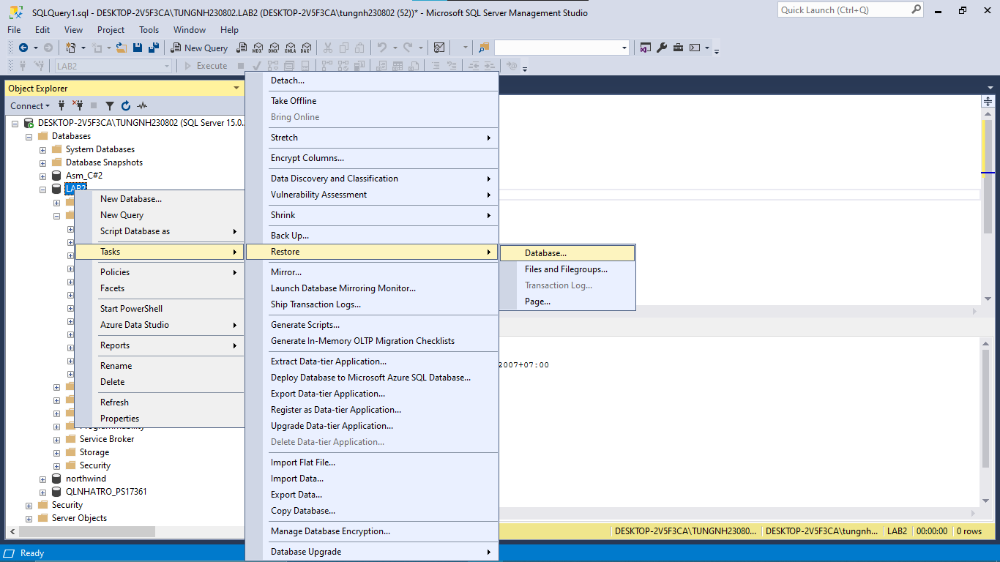 SQLQuery1.sql - DESKTOP-2V5F3CA\TUNGNH230802.LAB2 (DESKTOP-2V5F3CA\tungnh230802 (52))* - Microsoft SQL Server Management Studio
Quick Launch (Ctrl+Q)
File Edit View Project Tools Window Help
New Query MDX DMX XMLA DAX
LAB2 Execute
Object Explorer
Connect
DESKTOP-2V5F3CA\TUNGNH230802 (SQL Server 15.0..
Databases
System Databases
Database Snapshots
Asm_C#2
LAB2
Programmability
Service Broker
Storage
Security
northwind
QLNHATRO_PS17361
Security
Server Objects
New Database...
New Query
Script Database as
Tasks
Policies
Facets
Start PowerShell
Azure Data Studio
Reports
Rename
Delete
Refresh
Properties
Detach...
Take Offline
Bring Online
Stretch
Encrypt Columns...
Data Discovery and Classification
Vulnerability Assessment
Shrink
Back Up...
Restore
Mirror...
Launch Database Mirroring Monitor...
Ship Transaction Logs...
Generate Scripts...
Generate In-Memory OLTP Migration Checklists
Extract Data-tier Application...
Deploy Database to Microsoft Azure SQL Database...
Export Data-tier Application...
Register as Data-tier Application...
Upgrade Data-tier Application...
Delete Data-tier Application...
Import Flat File...
Import Data...
Export Data...
Copy Database...
Manage Database Encryption...
Database Upgrade
Database...
Files and Filegroups...
Transaction Log...
Page...
2007+07:00
DESKTOP-2V5F3CA\TUNGNH23080... DESKTOP-2V5F3CA\tungnh... LAB2 00:00:00 0 rows
Ready